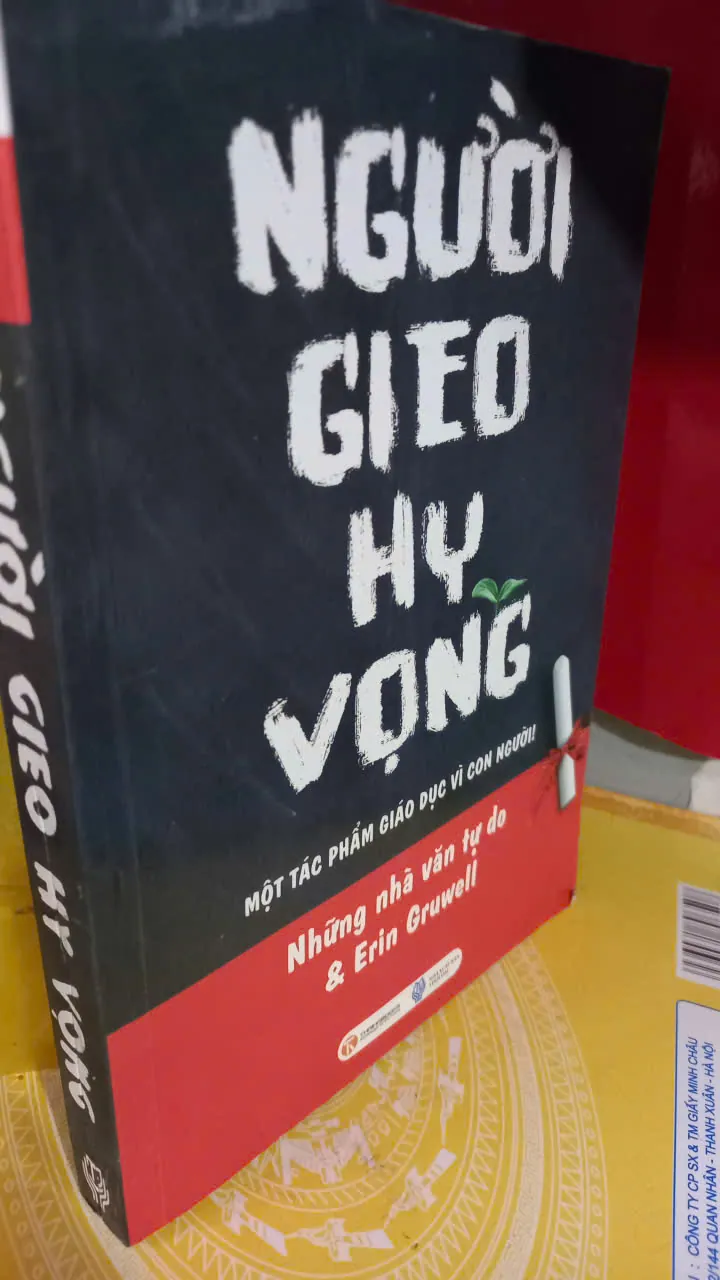 NGƯỜI
GIEO
HY
VỌNG
MỘT TÁC PHẨM GIÁO DỤC VÌ CON NGƯỜI!
Những nhà văn tự do
& Erin Gruwell
NGƯỜI GIEO HY VỌNG
CÔNG TY CP SX & TM GIẤY MINH CHÂU
144 QUAN NHÂN - THANH XUÂN - HÀ NỘI